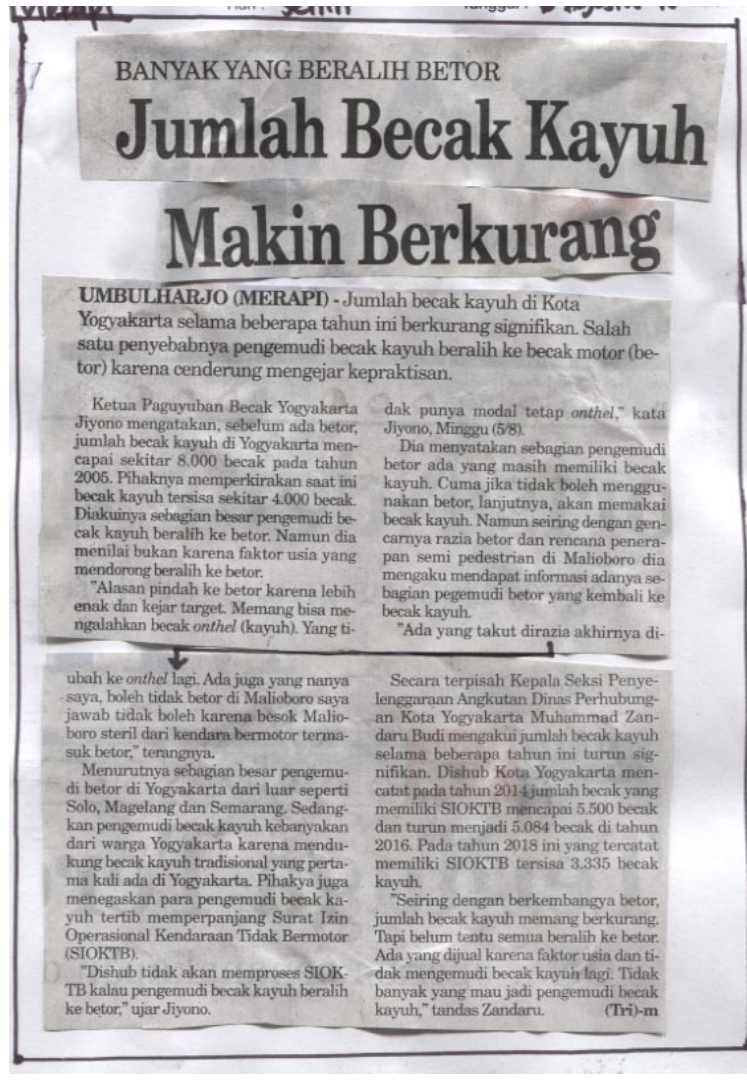 Merapi
BANYAK YANG BERALIH BETOR
Jumlah Becak Kayuh
Makin Berkurang
UMBULHARJO (MERAPI) - Jumlah becak kayuh di Kota
Yogyakarta selama beberapa tahun ini berkurang signifikan. Salah
satu penyebabnya pengemudi becak kayuh beralih ke becak motor (be-
tor) karena cenderung mengejar kepraktisan.
Ketua Paguyuban Becak Yogyakarta
Jiyono mengatakan, sebelum ada betor,
jumlah becak kayuh di Yogyakarta men-
capai sekitar 8.000 becak pada tahun
2005. Pihaknya memperkirakan saat ini
becak kayuh tersisa sekitar 4.000 becak.
Diakuinya sebagian besar pengemudi be-
cak kayuh beralih ke betor. Namun dia
menilai bukan karena faktor usia yang
mendorong beralih ke betor.
"Alasan pindah ke betor karena lebih
enak dan kejar target. Memang bisa me-
ngalahkan becak onthel (kayuh). Yang ti-
dak punya modal tetap onthel," kata
Jiyono, Minggu (5/8).
Dia menyatakan sebagian pengemudi
betor ada yang masih memiliki becak
kayuh. Cuma jika tidak boleh menggu-
nakan betor, lanjutnya, akan memakai
becak kayuh. Namun seiring dengan gen-
carnya razia betor dan rencana penera-
pan semi pedestrian di Malioboro dia
mengaku mendapat informasi adanya se-
bagian pegemudi betor yang kembali ke
becak kayuh.
"Ada yang takut dirazia akhirnya di-
ubah ke onthel lagi. Ada juga yang nanya
saya, boleh tidak betor di Malioboro saya
jawab tidak boleh karena besok Malio-
boro steril dari kendara bermotor terma-
suk betor," terangnya.
Menurutnya sebagian besar pengemu-
di betor di Yogyakarta dari luar seperti
Solo, Magelang dan Semarang. Sedang-
kan pengemudi becak kayuh kebanyakan
dari warga Yogyakarta karena mendu-
kung becak kayuh tradisional yang perta-
ma kali ada di Yogyakarta. Pihakya juga
menegaskan para pengemudi becak ka-
yuh tertib memperpanjang Surat Izin
Operasional Kendaraan Tidak Bermotor
(SIOKTB).
"Dishub tidak akan memproses SIOK-
TB kalau pengemudi becak kayuh beralih
ke betor," ujar Jiyono.
Secara terpisah Kepala Seksi Penye-
lenggaraan Angkutan Dinas Perhubung-
an Kota Yogyakarta Muhammad Zan-
daru Budi mengakui jumlah becak kayuh
selama beberapa tahun ini turun sig-
nifikan. Dishub Kota Yogyakarta men-
catat pada tahun 2014 jumlah becak yang
memiliki SIOKTB mencapai 5.500 becak
dan turun menjadi 5.084 becak di tahun
2016. Pada tahun 2018 ini yang tercatat
memiliki SIOKTB tersisa 3.335 becak
kayuh.
"Seiring dengan berkembangya betor,
jumlah becak kayuh memang berkurang.
Tapi belum tentu semua beralih ke betor.
Ada yang dijual karena faktor usia dan ti-
dak mengemudi becak kayuh lagi. Tidak
banyak yang mau jadi pengemudi becak
kayuh," tandas Zandaru. (Tri)-m